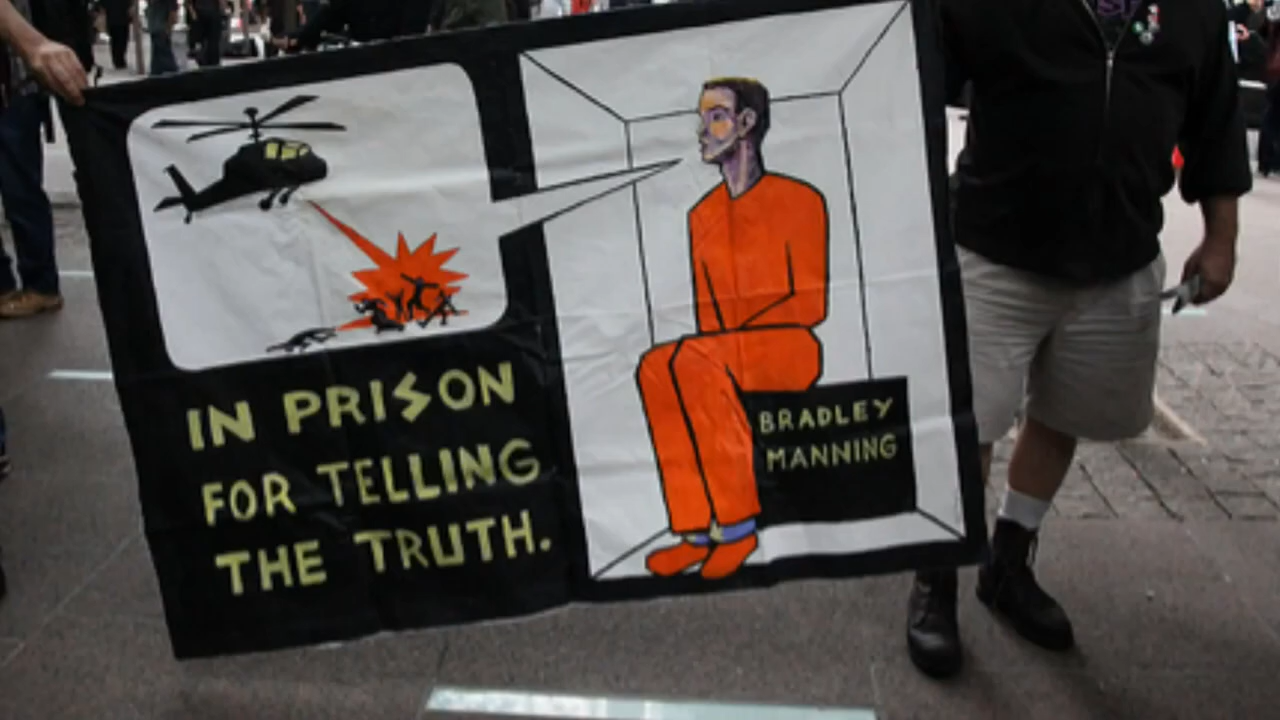 IN PRISON
FOR TELLING
THE TRUTH.
BRADLEY
MANNING